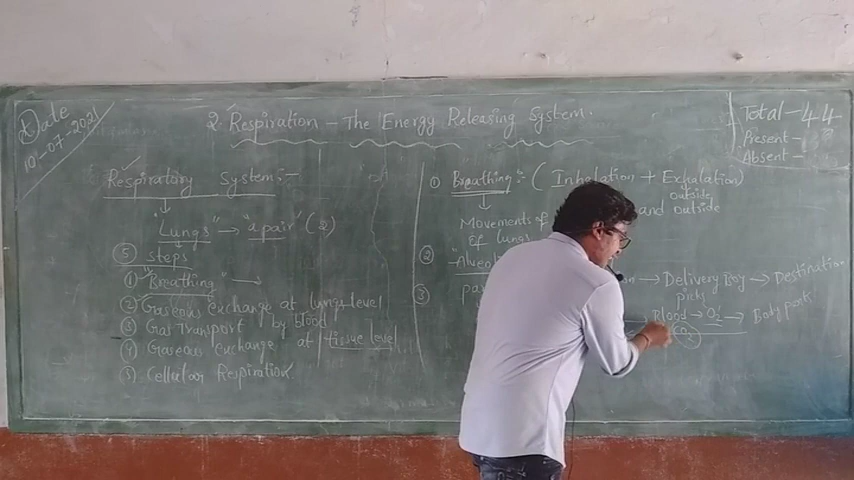 Date
10-07-2021
2. Respiration - The Energy Releasing System.
Total - 44
Present -
Absent -
Respiratory System:-
"Lungs" → "a pair" (2)
5 steps
1 "Breathing" →
2 Gaseous exchange at lungs level
3 Gas Transport by blood
4 Gaseous exchange at tissue level
5 Cellular Respiration.
1 Breathing:- (Inhalation + Exhalation)
outside
Movements of and outside
of lungs
2
3
→ Delivery Boy → Destination
Picks
Blood → O2 → Body parts